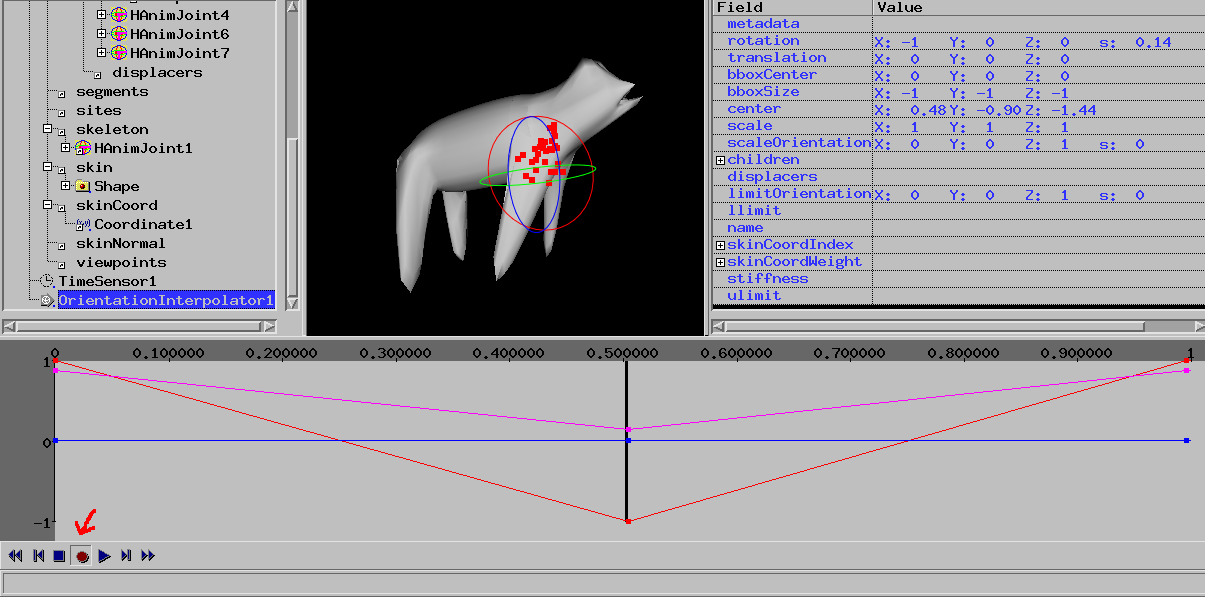 HAnimJoint4
HAnimJoint6
HAnimJoint7
displacers
segments
sites
skeleton
HAnimJoint1
skin
Shape
skinCoord
Coordinate1
skinNormal
viewpoints
TimeSensor1
OrientationInterpolator1
Field Value
metadata
rotation X: -1 Y: 0 Z: 0 s: 0.14
translation X: 0 Y: 0 Z: 0
bboxCenter X: 0 Y: 0 Z: 0
bboxSize X: -1 Y: -1 Z: -1
center X: 0.48 Y: -0.90 Z: -1.44
scale X: 1 Y: 1 Z: 1
scaleOrientation X: 0 Y: 0 Z: 1 s: 0
children
displacers
limitOrientation X: 0 Y: 0 Z: 1 s: 0
llimit
name
skinCoordIndex
skinCoordWeight
stiffness
ulimit
0 0.100000 0.200000 0.300000 0.400000 0.500000 0.600000 0.700000 0.800000 0.900000 1
1
0
-1